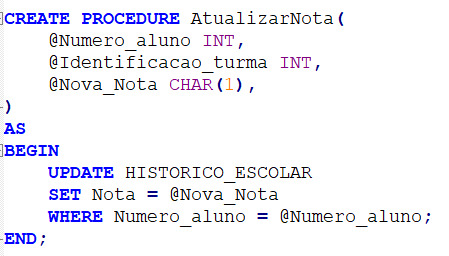 CREATE PROCEDURE AtualizarNota(
    @Numero_aluno INT,
    @Identificacao_turma INT,
    @Nova_Nota CHAR(1),
)
AS
BEGIN
    UPDATE HISTORICO_ESCOLAR
    SET Nota = @Nova_Nota
    WHERE Numero_aluno = @Numero_aluno;
END;